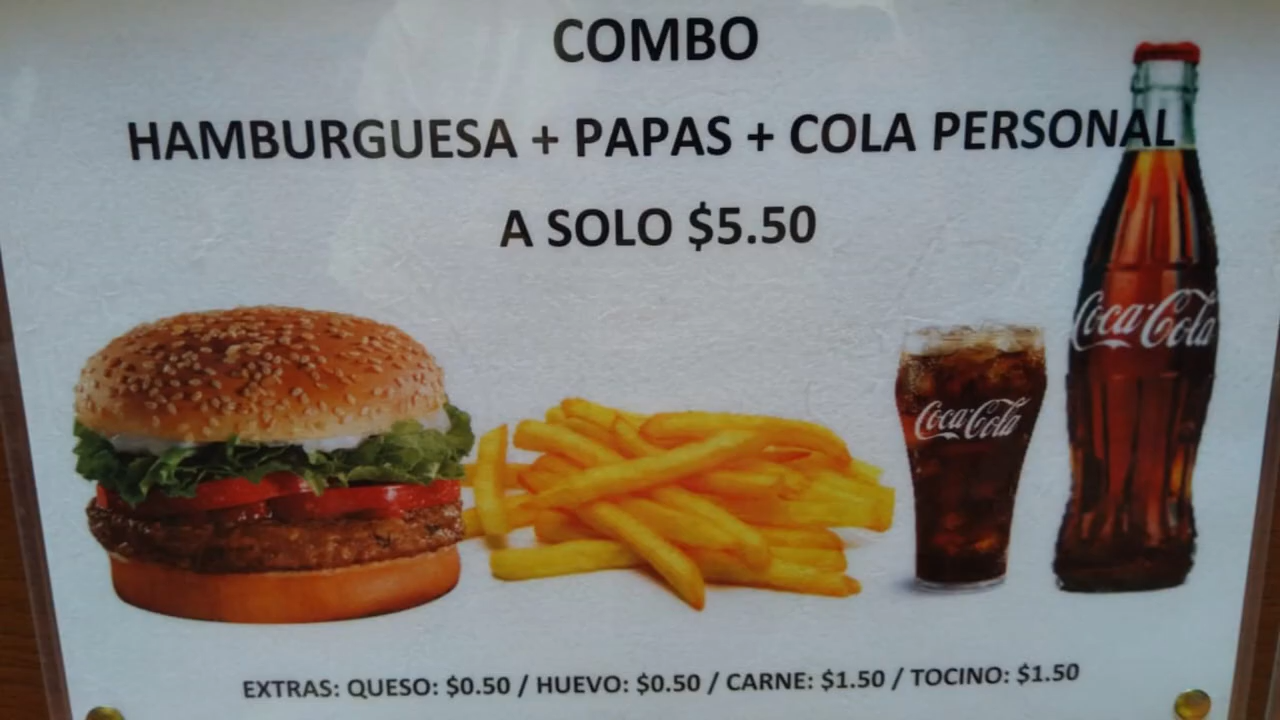 COMBO
HAMBURGUESA + PAPAS + COLA PERSONAL
A SOLO $5.50
Coca-Cola
Coca-Cola
EXTRAS: QUESO: $0.50 / HUEVO: $0.50 / CARNE: $1.50 / TOCINO: $1.50